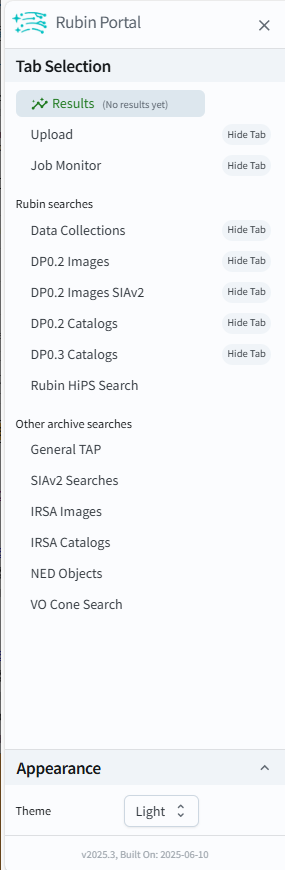 Rubin Portal
Tab Selection
Results (No results yet)
Upload Hide Tab
Job Monitor Hide Tab
Rubin searches
Data Collections Hide Tab
DP0.2 Images Hide Tab
DP0.2 Images SIAv2 Hide Tab
DP0.2 Catalogs Hide Tab
DP0.3 Catalogs Hide Tab
Rubin HiPS Search
Other archive searches
General TAP
SIAv2 Searches
IRSA Images
IRSA Catalogs
NED Objects
VO Cone Search
Appearance
Theme Light
v2025.3, Built On: 2025-06-10